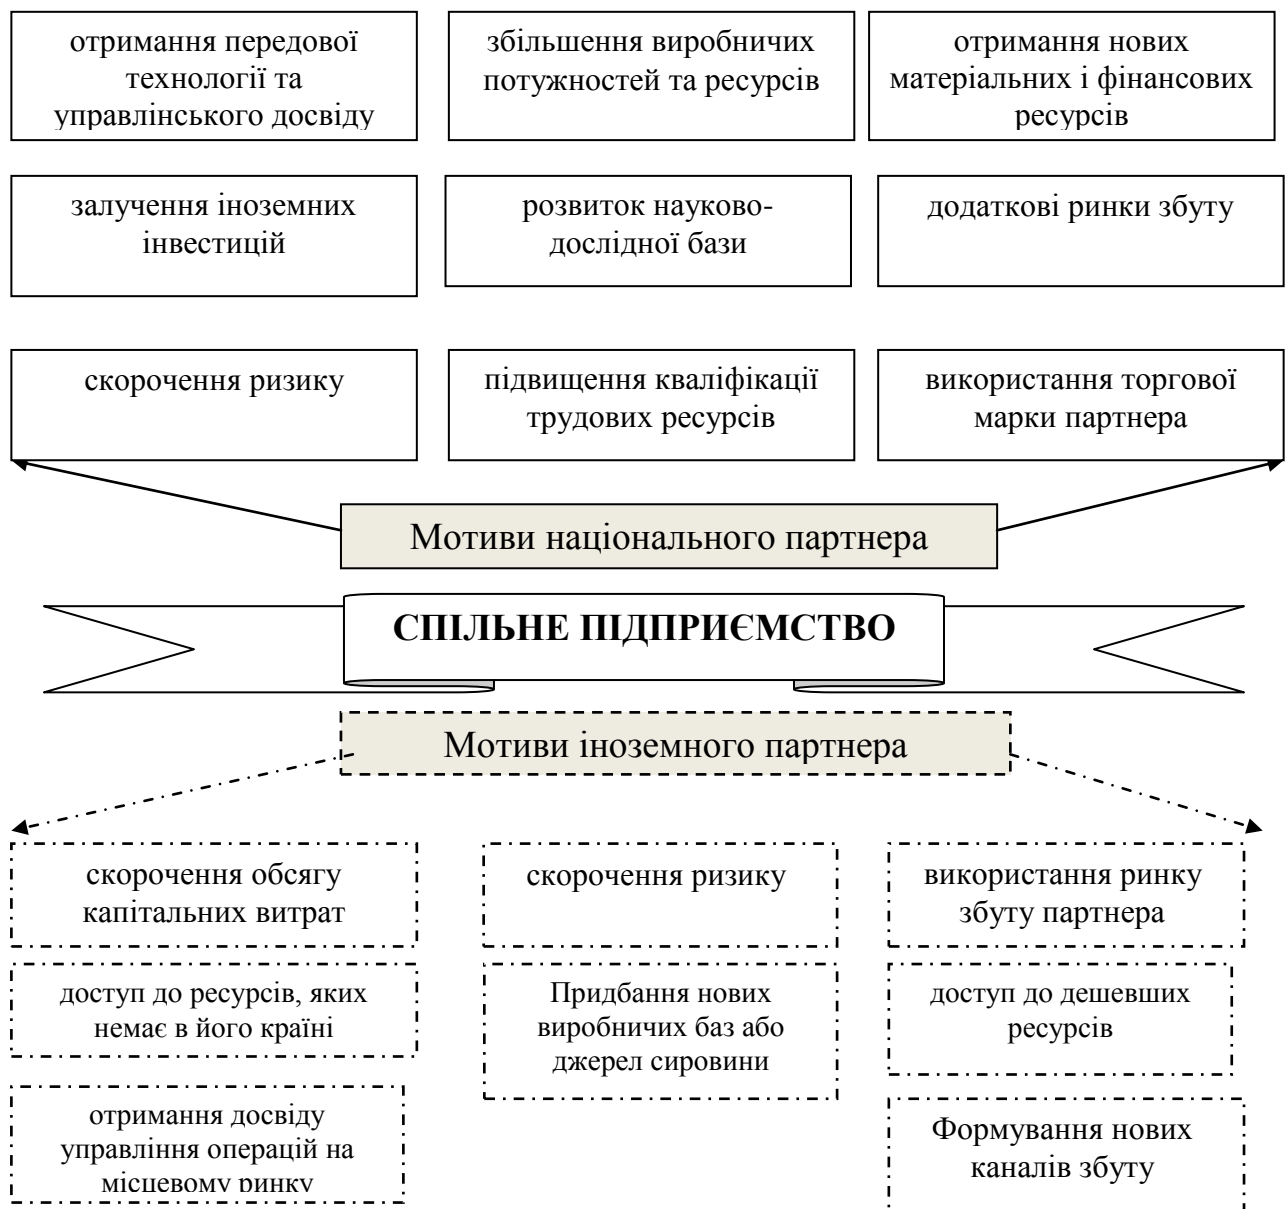 отримання передової
технології та
управлінського досвіду
збільшення виробничих
потужностей та ресурсів
отримання нових
матеріальних і фінансових
ресурсів
залучення іноземних
інвестицій
розвиток науково-
дослідної бази
додаткові ринки збуту
скорочення ризику
підвищення кваліфікації
трудових ресурсів
використання торгової
марки партнера
Мотиви національного партнера
СПІЛЬНЕ ПІДПРИЄМСТВО
Мотиви іноземного партнера
скорочення обсягу
капітальних витрат
скорочення ризику
використання ринку
збуту партнера
доступ до ресурсів, яких
немає в його країні
Придбання нових
виробничих баз або
джерел сировини
доступ до дешевших
ресурсів
отримання досвіду
управління операцій на
місцевому ринку
Формування нових
каналів збуту